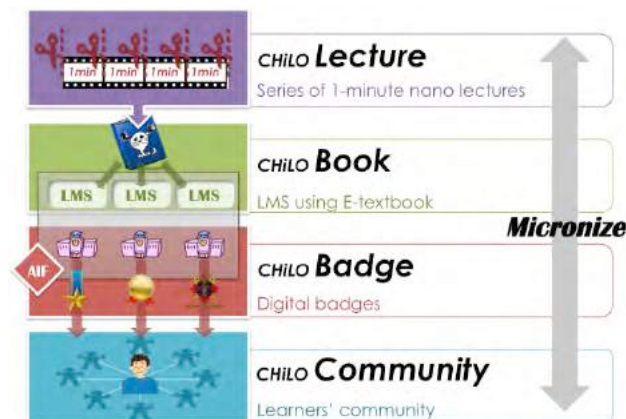 1min 1min 1min 1min
CHiLO Lecture
Series of 1-minute nano lectures
CHiLO Book
LMS LMS LMS
LMS using E-textbook
Micronize
CHiLO Badge
AIF
Digital badges
CHiLO Community
Learners' community